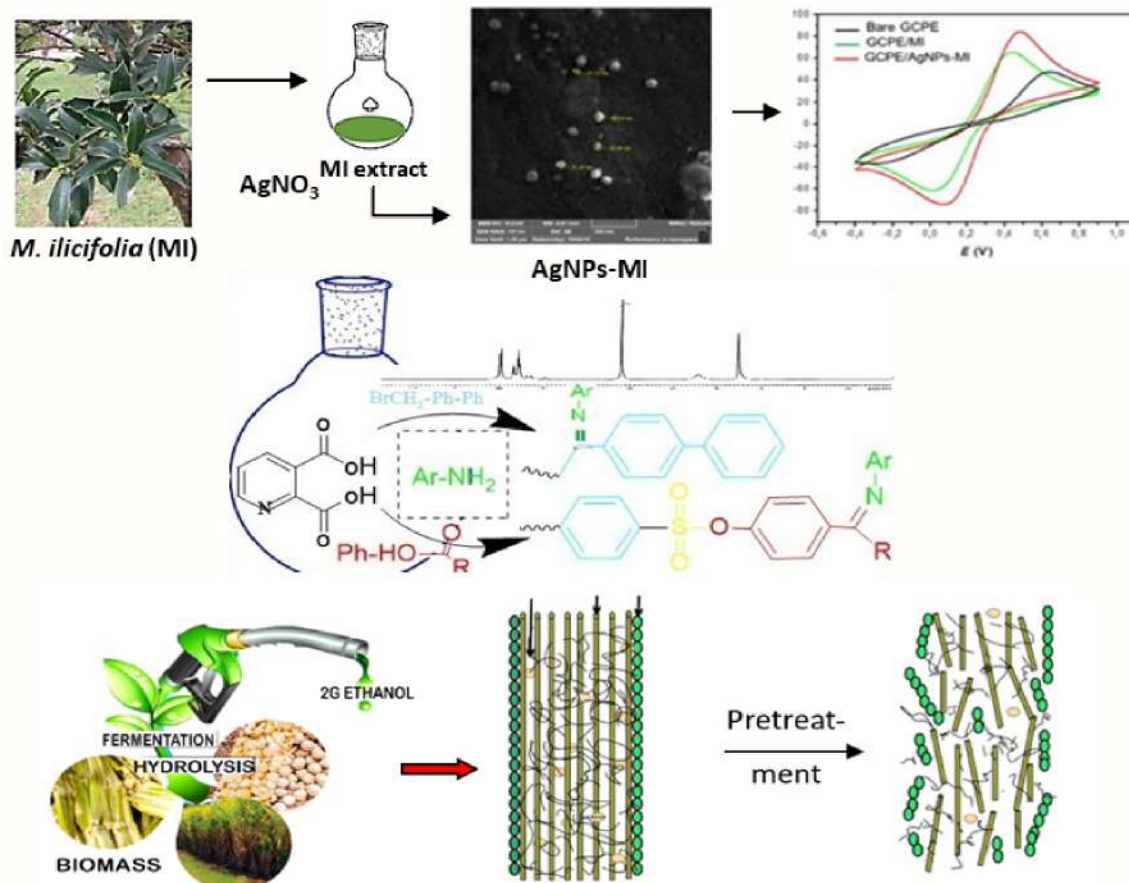 Bare GCPE
GCPE/MI
GCPE/AgNPs-MI
100
80
60
40
20
0
-20
-40
-60
-80
-0,6 -0,4 -0,2 0,0 0,2 0,4 0,6 0,8 1,0
E (V)
AgNO₃
MI extract
M. ilicifolia (MI)
AgNPs-MI
BrCH₂-Ph-Ph
Ar
N
O
OH
O
OH
N
Ar-NH₂
Ph-HO
O
R
O
S
O
O
Ar
N
R
2G ETHANOL
FERMENTATION
HYDROLYSIS
BIOMASS
Pretreat-
ment